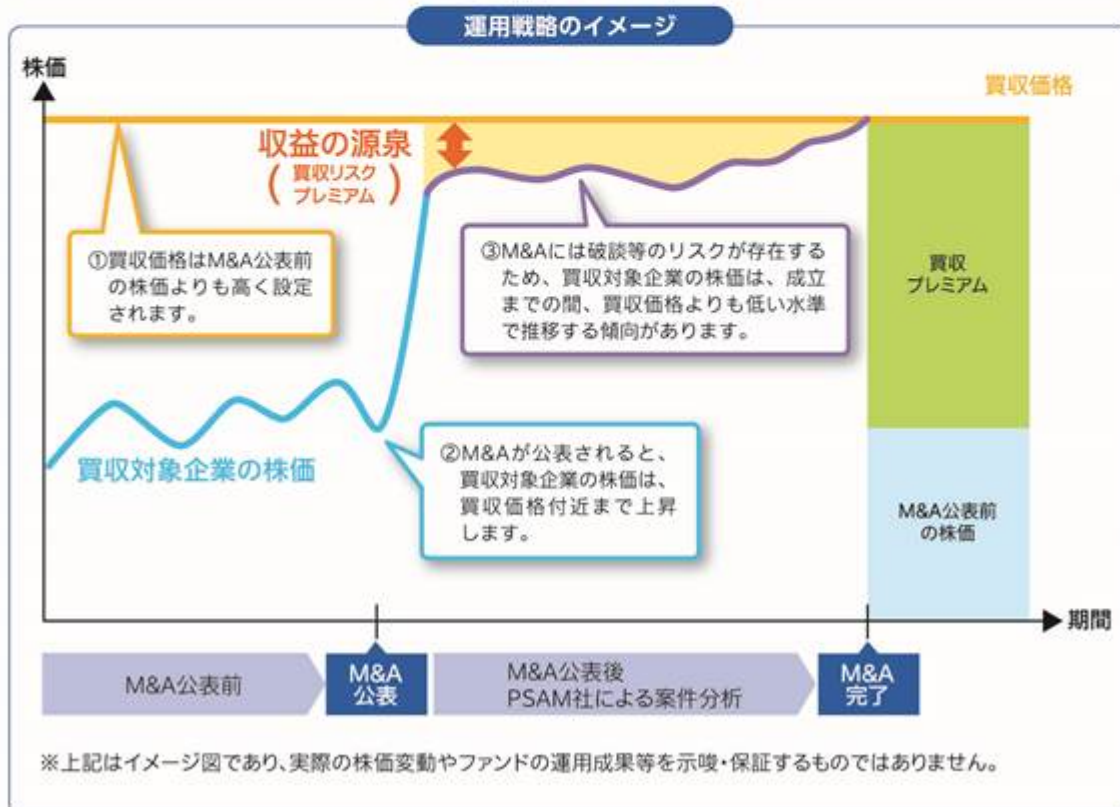 運用戦略のイメージ
株価
買収価格
収益の源泉
(買収リスク
プレミアム)
①買収価格はM&A公表前
の株価よりも高く設定
されます。
③M&Aには破談等のリスクが存在する
ため、買収対象企業の株価は、成立
までの間、買収価格よりも低い水準
で推移する傾向があります。
買収
プレミアム
買収対象企業の株価
②M&Aが公表されると、
買収対象企業の株価は、
買収価格付近まで上昇
します。
M&A公表前
の株価
期間
M&A公表前
M&A
公表
M&A公表後
PSAM社による案件分析
M&A
完了
※上記はイメージ図であり、実際の株価変動やファンドの運用成果等を示唆・保証するものではありません。